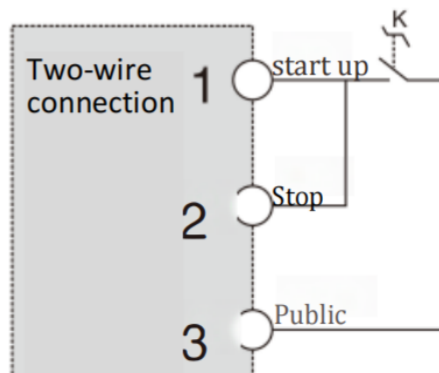 K
Two-wire
connection
1 start up
2 Stop
3 Public